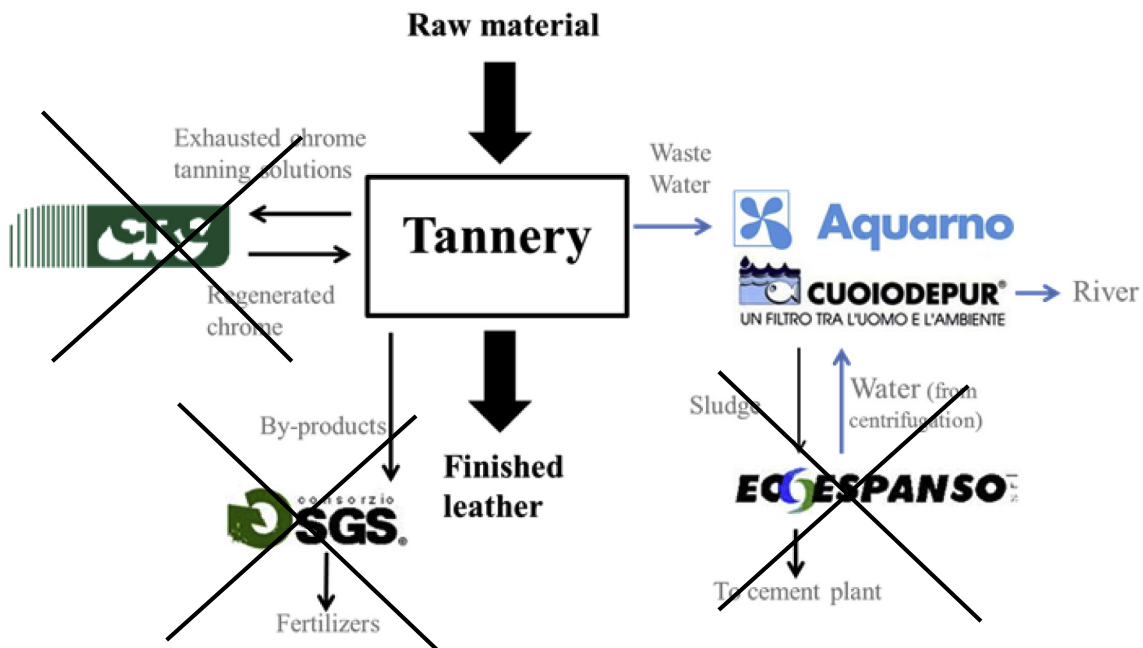 Raw material
Exhausted chrome
tanning solutions
Waste
Water
Tannery
Aquarno
CUOIODEPUR®
UN FILTRO TRA L'UOMO E L'AMBIENTE
River
Regenerated
chrome
Sludge
Water (from
centrifugation)
By-products
Finished
leather
ECOESPANSO
consorzio
SGS®
To cement plant
Fertilizers